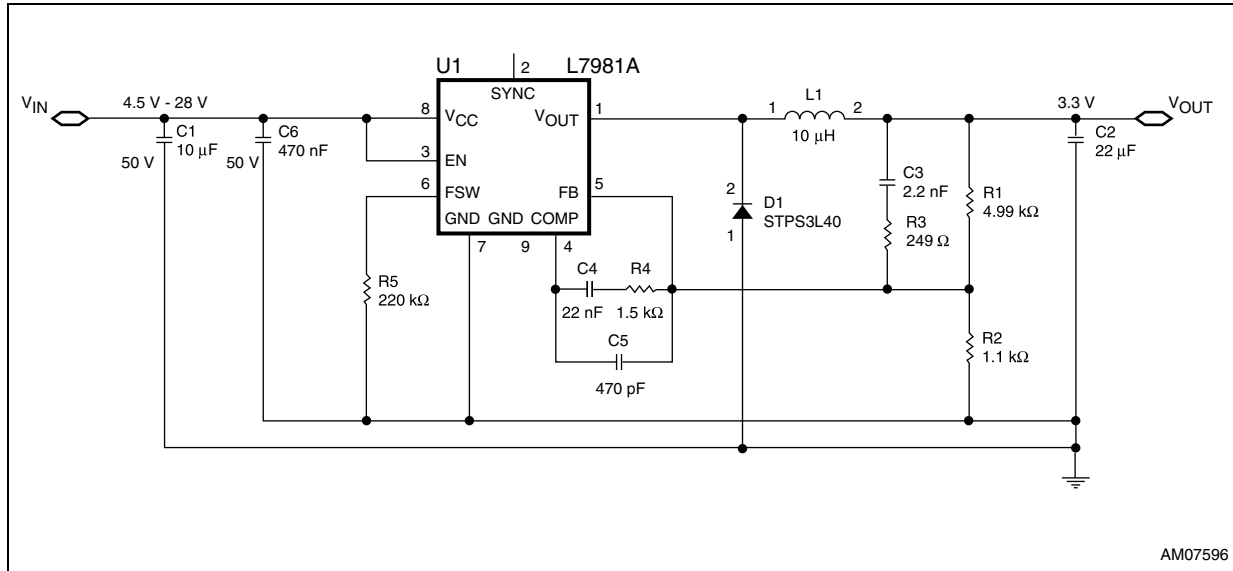 U1
2
L7981A
SYNC
VIN
4.5 V - 28 V
8
VCC
VOUT
1
L1
1
2
10 μH
3.3 V
VOUT
C1
10 μF
50 V
C6
470 nF
50 V
3
EN
6
FSW
FB
5
GND
GND
COMP
7
9
4
2
D1
STPS3L40
1
C3
2.2 nF
R3
249 Ω
R1
4.99 kΩ
C2
22 μF
R5
220 kΩ
C4
R4
22 nF
1.5 kΩ
C5
470 pF
R2
1.1 kΩ
AM07596